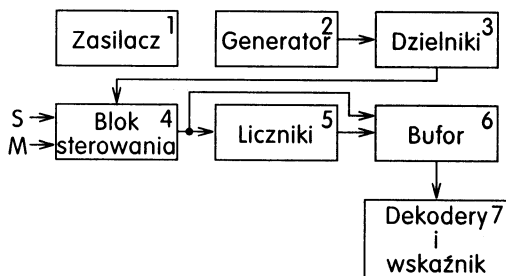 Zasilacz 1
Generator 2
Dzielniki 3
S
M
Blok 4
sterowania
Liczniki 5
Bufor 6
Dekodery 7
i
wskaźnik